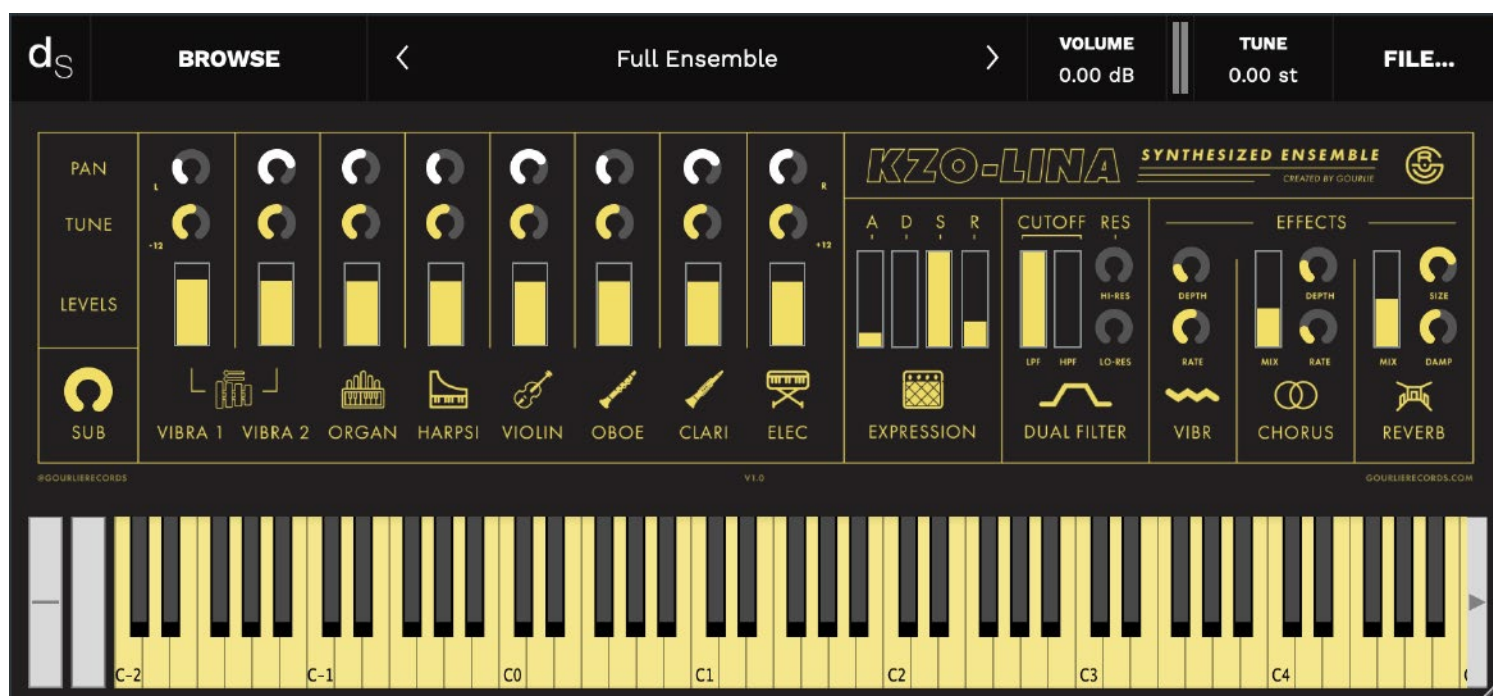 ds
BROWSE
Full Ensemble
VOLUME
0.00 dB
TUNE
0.00 st
FILE...
PAN
L
R
TUNE
-12
+12
LEVELS
SUB
VIBRA 1
VIBRA 2
ORGAN
HARPSI
VIOLIN
OBOE
CLARI
ELEC
KZO-LINA
SYNTHESIZED ENSEMBLE
CREATED BY GOURLIE
A D S R
EXPRESSION
CUTOFF RES
HI-RES
LPF HPF LO-RES
DUAL FILTER
EFFECTS
DEPTH
RATE
VIBR
DEPTH
MIX RATE
CHORUS
SIZE
MIX DAMP
REVERB
@GOURLIERECORDS
V1.0
GOURLIERECORDS.COM
C-2 C-1 C0 C1 C2 C3 C4